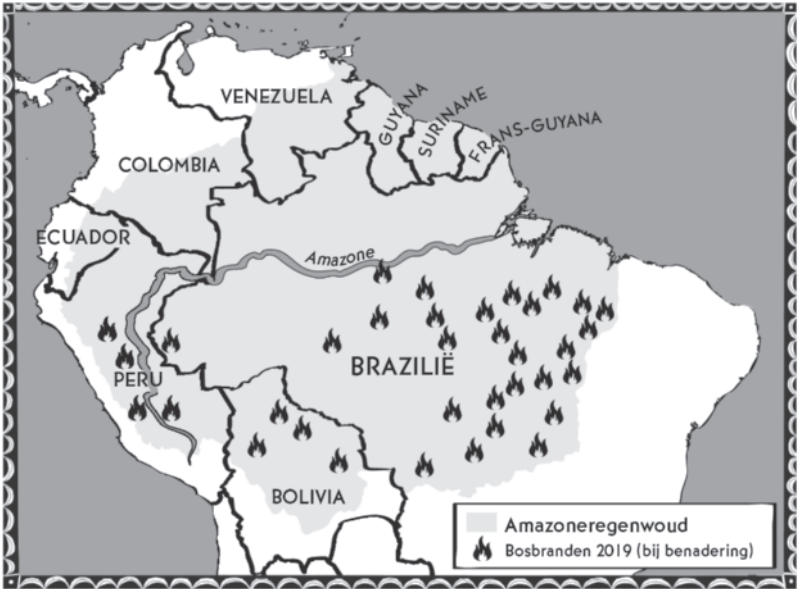 VENEZUELA
GUYANA
SURINAME
FRANS-GUYANA
COLOMBIA
ECUADOR
Amazone
BRAZILIË
PERU
BOLIVIA
Amazoneregenwoud
Bosbranden 2019 (bij benadering)